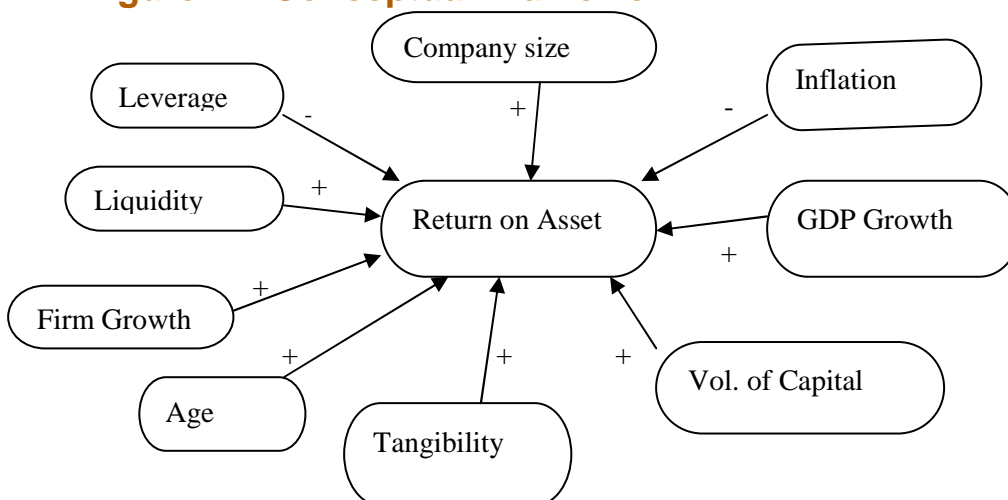 Company size
Inflation
Leverage
-
+
-
Liquidity
+
Return on Asset
GDP Growth
+
Firm Growth
+
Age
+
Tangibility
+
+
Vol. of Capital